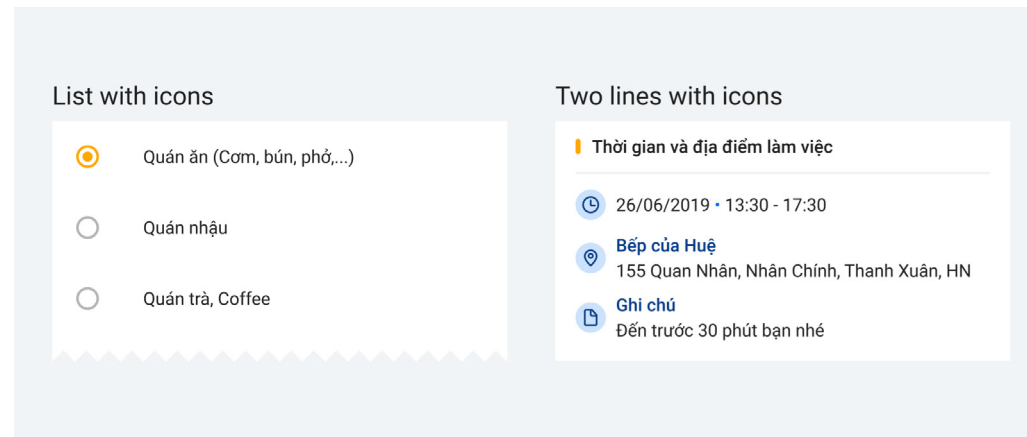 List with icons
Quán ăn (Cơm, bún, phở,...)
Quán nhậu
Quán trà, Coffee
Two lines with icons
Thời gian và địa điểm làm việc
26/06/2019 • 13:30 - 17:30
Bếp của Huệ
155 Quan Nhân, Nhân Chính, Thanh Xuân, HN
Ghi chú
Đến trước 30 phút bạn nhé